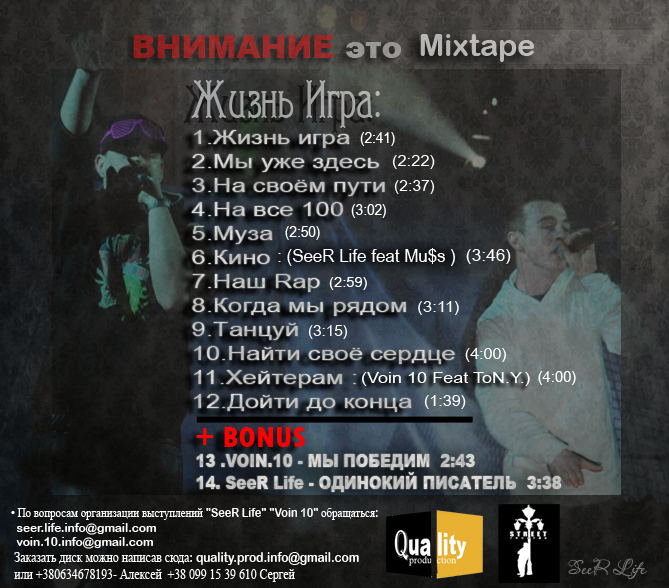 ВНИМАНИЕ это Mixtape
Жизнь Игра:
1.Жизнь игра (2:41)
2.Мы уже здесь (2:22)
3.На своём пути (2:37)
4.На все 100 (3:02)
5.Муза (2:50)
6.Кино : (SeeR Life feat Mu$s ) (3:46)
7.Наш Rap (2:59)
8.Когда мы рядом (3:11)
9.Танцуй (3:15)
10.Найти своё сердце (4:00)
11.Хейтерам : (Voin 10 Feat ToN.Y.) (4:00)
12.Дойти до конца (1:39)
+ BONUS
13 .VOIN.10 - МЫ ПОБЕДИМ 2:43
14. SeeR Life - ОДИНОКИЙ ПИСАТЕЛЬ 3:38
• По вопросам организации выступлений "SeeR Life" "Voin 10" обращаться:
seer.life.info@gmail.com
voin.10.info@gmail.com
Заказать диск можно написав сюда: quality.prod.info@gmail.com
или +380634678193- Алексей +38 099 15 39 610 Сергей
Quality
production
STREET
SeeR Life